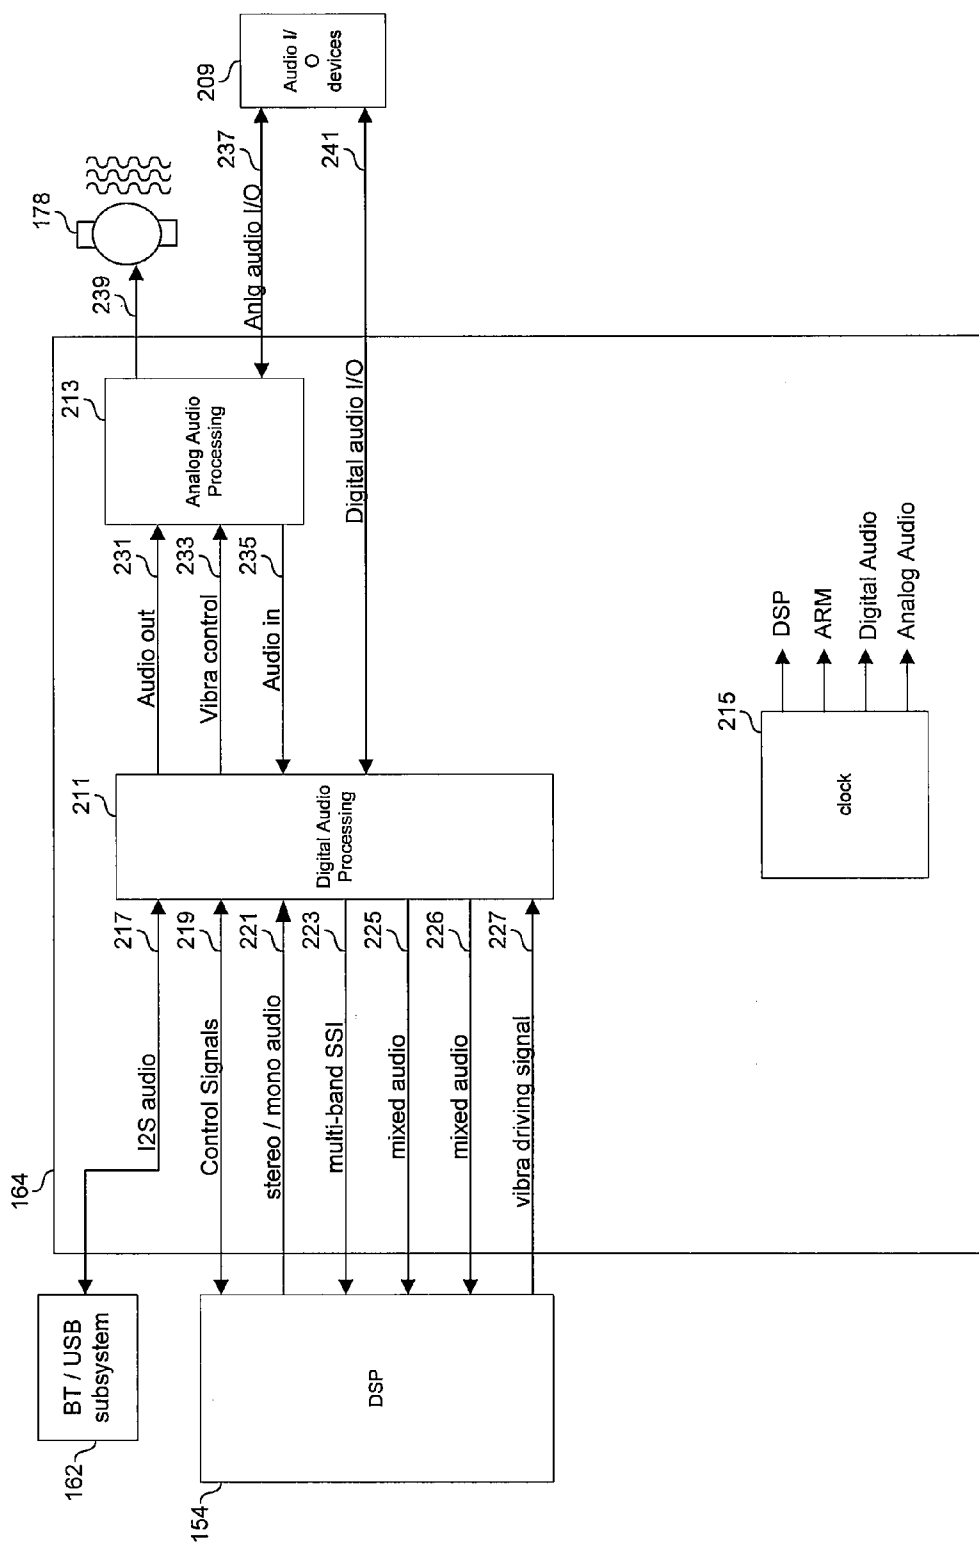 164
162
BT / USB
subsystem
154
DSP
I2S audio
217
Control Signals
219
stereo / mono audio
221
multi-band SSI
223
mixed audio
225
mixed audio
226
vibra driving signal
227
211
Digital Audio
Processing
Audio out
231
Vibra control
233
Audio in
235
Digital audio I/O
241
213
Analog Audio
Processing
239
178
Anlg audio I/O
237
209
Audio I/
O
devices
215
clock
DSP
ARM
Digital Audio
Analog Audio